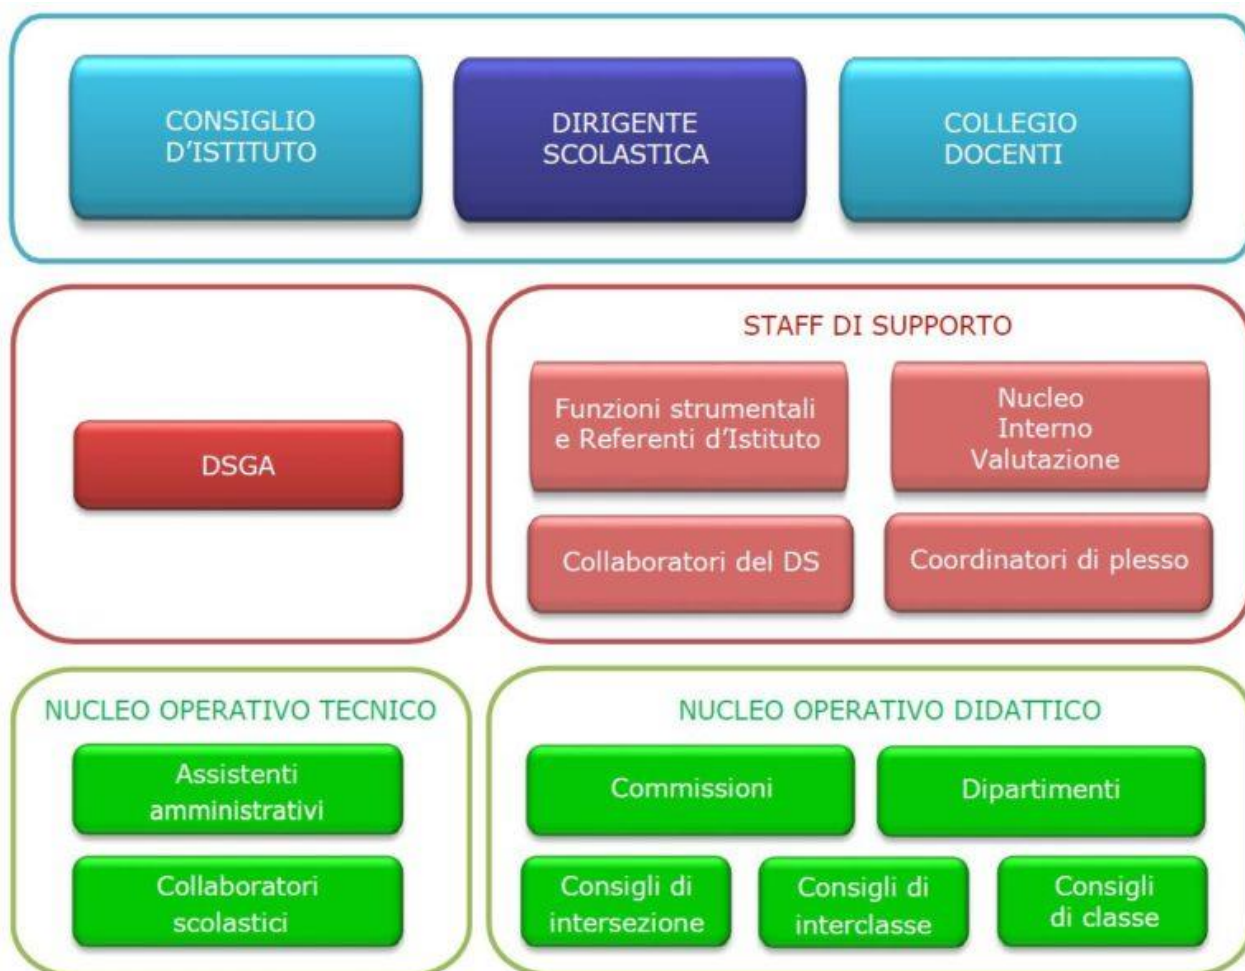 CONSIGLIO
D'ISTITUTO
DIRIGENTE
SCOLASTICA
COLLEGIO
DOCENTI
DSGA
STAFF DI SUPPORTO
Funzioni strumentali
e Referenti d'Istituto
Nucleo
Interno
Valutazione
Collaboratori del DS
Coordinatori di plesso
NUCLEO OPERATIVO TECNICO
Assistenti
amministrativi
Collaboratori
scolastici
NUCLEO OPERATIVO DIDATTICO
Commissioni
Dipartimenti
Consigli di
intersezione
Consigli di
interclasse
Consigli
di classe